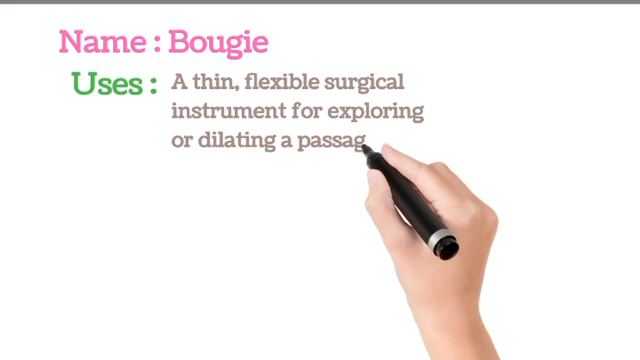 Name : Bougie
Uses : A thin, flexible surgical
instrument for exploring
or dilating a passag